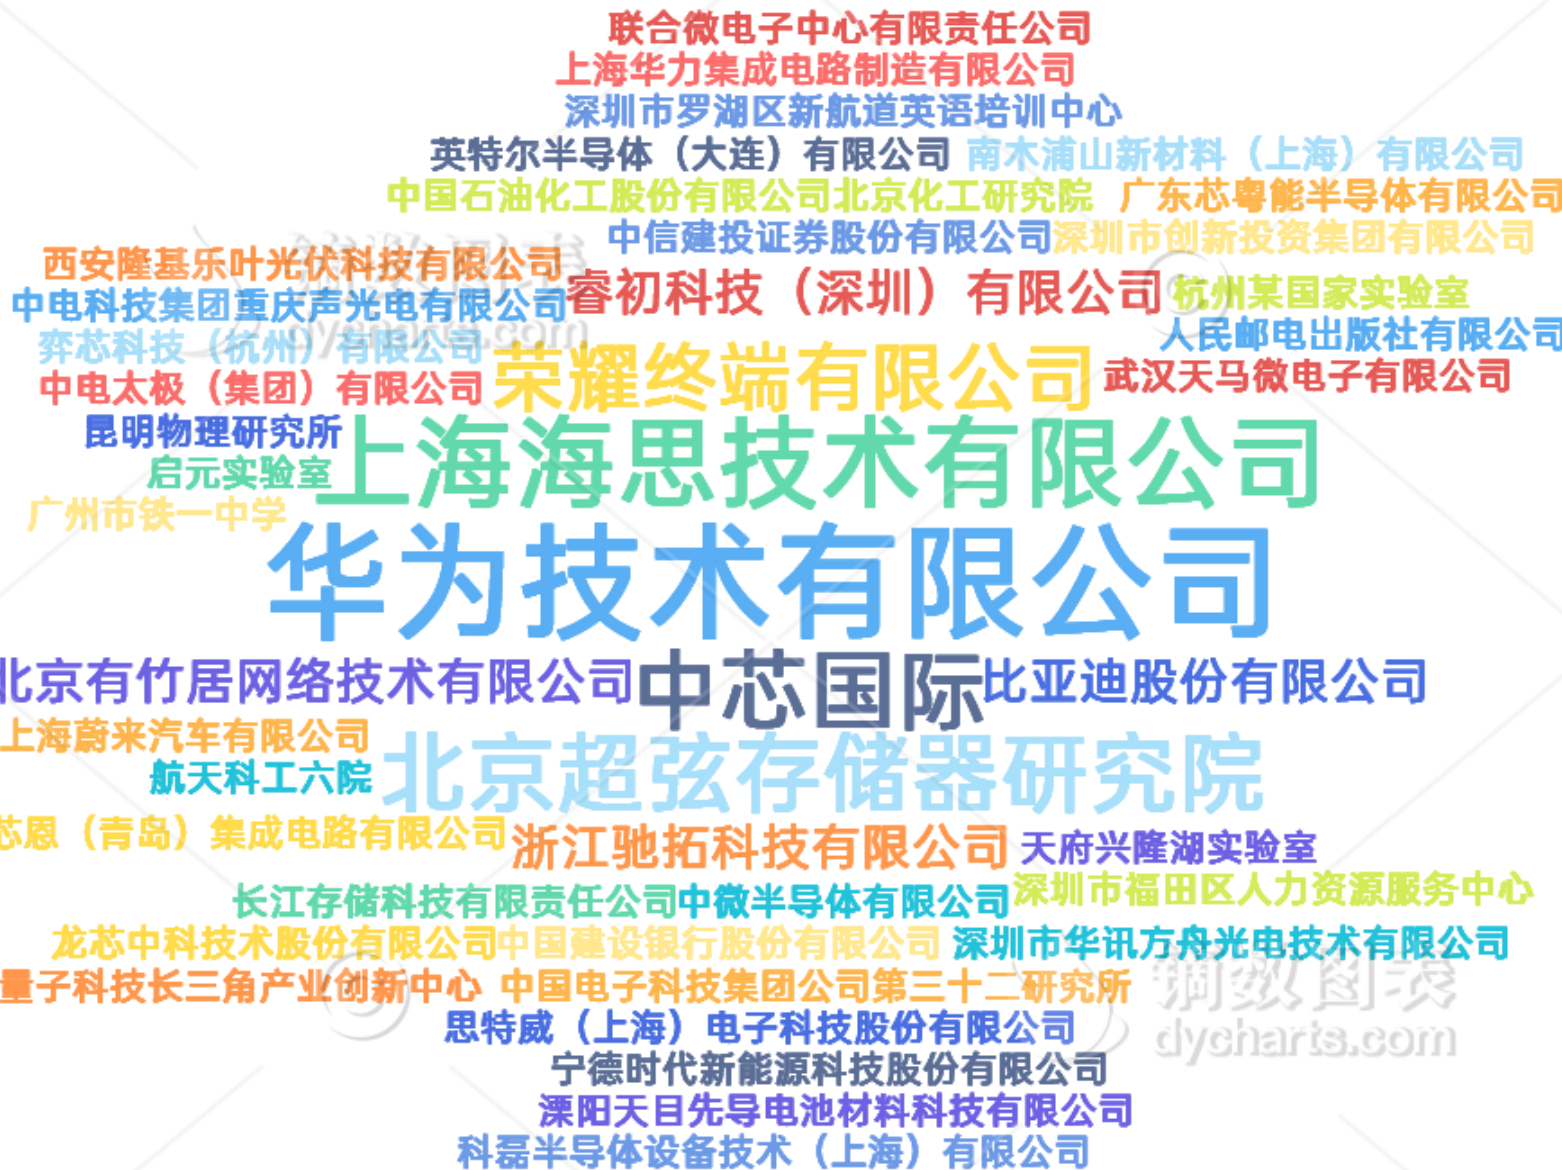 联合微电子中心有限责任公司
上海华力集成电路制造有限公司
深圳市罗湖区新航道英语培训中心
英特尔半导体（大连）有限公司 南木浦山新材料（上海）有限公司
中国石油化工股份有限公司北京化工研究院 广东芯粤能半导体有限公司
中信建投证券股份有限公司 深圳市创新投资集团有限公司
西安隆基乐叶光伏科技有限公司
睿初科技（深圳）有限公司 杭州某国家实验室
中电科技集团重庆声光电有限公司
人民邮电出版社有限公司
弈芯科技（杭州）有限公司
荣耀终端有限公司 武汉天马微电子有限公司
中电太极（集团）有限公司
昆明物理研究所
上海海思技术有限公司
启元实验室
广州市铁一中学
华为技术有限公司
北京有竹居网络技术有限公司 中芯国际 比亚迪股份有限公司
上海蔚来汽车有限公司
航天科工六院 北京超弦存储器研究院
芯恩（青岛）集成电路有限公司 浙江驰拓科技有限公司 天府兴隆湖实验室
长江存储科技有限责任公司 中微半导体有限公司 深圳市福田区人力资源服务中心
龙芯中科技术股份有限公司 中国建设银行股份有限公司 深圳市华讯方舟光电技术有限公司
量子科技长三角产业创新中心 中国电子科技集团公司第三十二研究所
思特威（上海）电子科技股份有限公司
宁德时代新能源科技股份有限公司
溧阳天目先导电池材料科技有限公司
科磊半导体设备技术（上海）有限公司
镝数图表
dycharts.com
镝数图表
dycharts.com